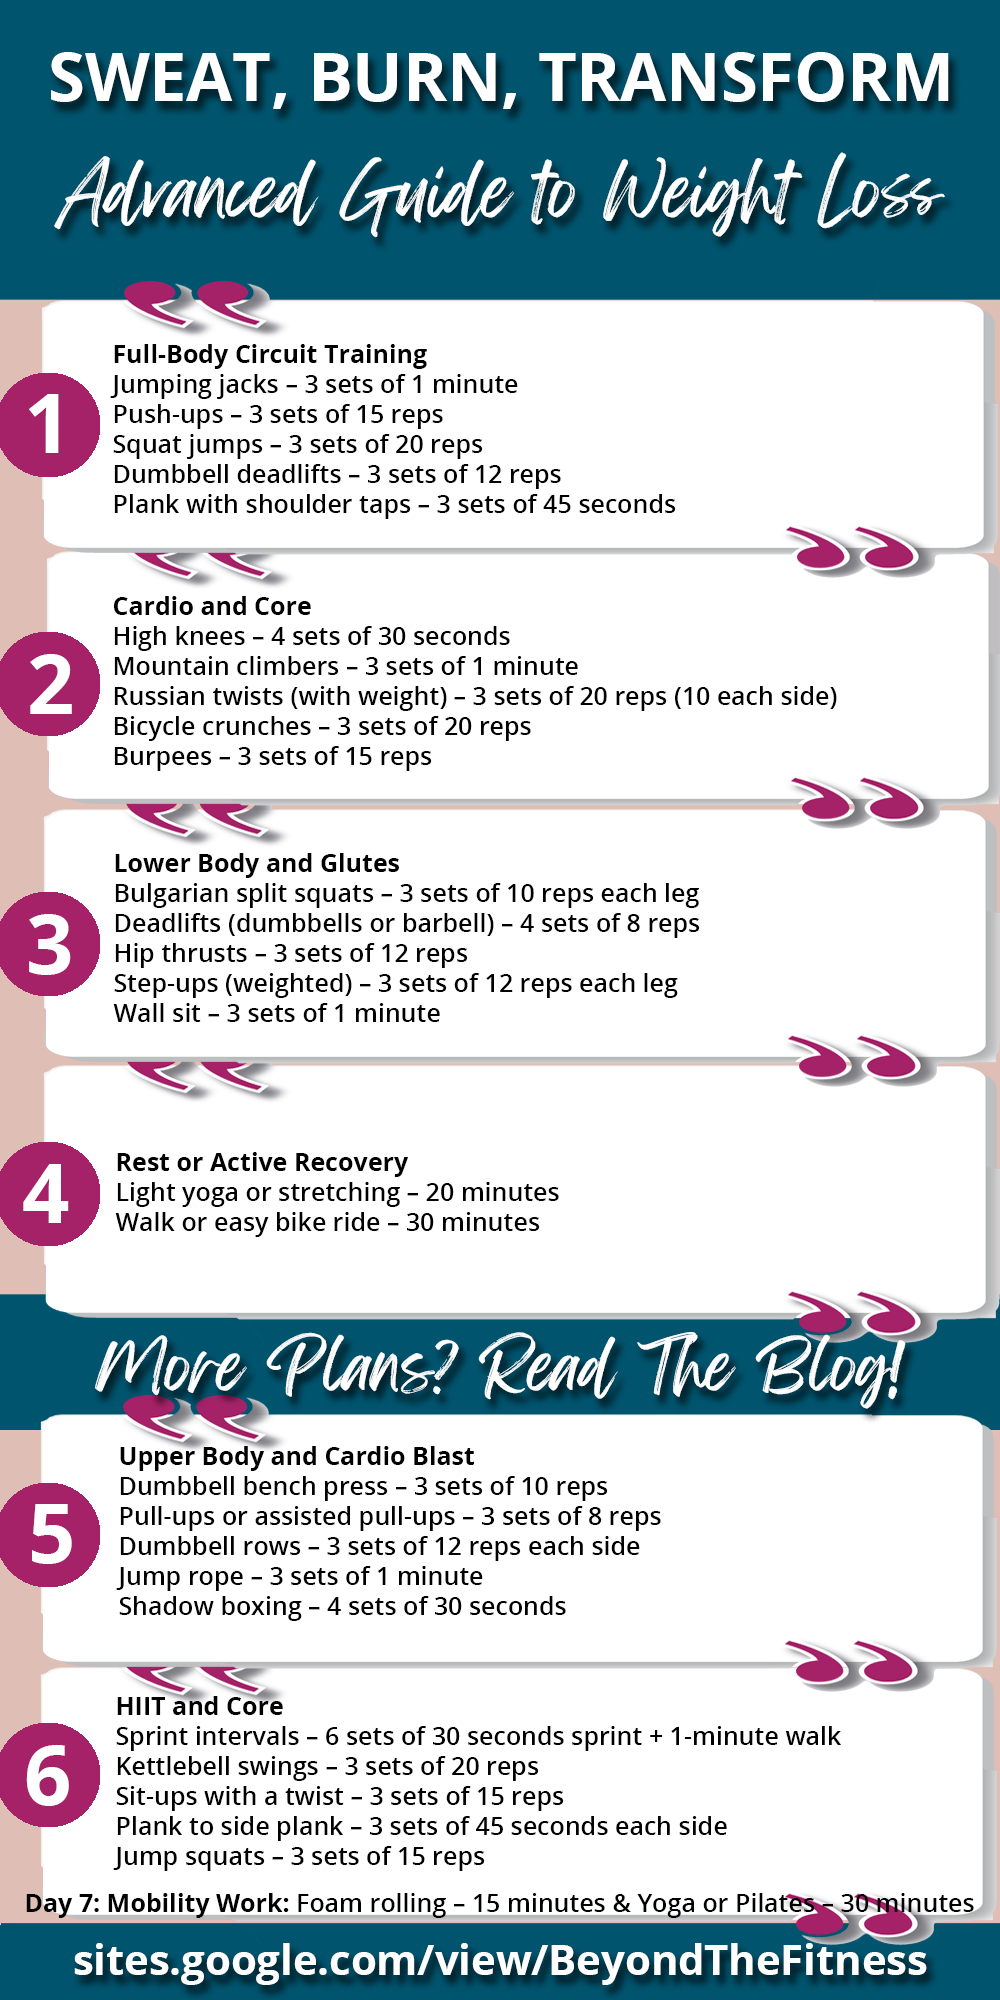 SWEAT, BURN, TRANSFORM
Advanced Guide to Weight Loss
1
Full-Body Circuit Training
Jumping jacks – 3 sets of 1 minute
Push-ups – 3 sets of 15 reps
Squat jumps – 3 sets of 20 reps
Dumbbell deadlifts – 3 sets of 12 reps
Plank with shoulder taps – 3 sets of 45 seconds
2
Cardio and Core
High knees – 4 sets of 30 seconds
Mountain climbers – 3 sets of 1 minute
Russian twists (with weight) – 3 sets of 20 reps (10 each side)
Bicycle crunches – 3 sets of 20 reps
Burpees – 3 sets of 15 reps
3
Lower Body and Glutes
Bulgarian split squats – 3 sets of 10 reps each leg
Deadlifts (dumbbells or barbell) – 4 sets of 8 reps
Hip thrusts – 3 sets of 12 reps
Step-ups (weighted) – 3 sets of 12 reps each leg
Wall sit – 3 sets of 1 minute
4
Rest or Active Recovery
Light yoga or stretching – 20 minutes
Walk or easy bike ride – 30 minutes
More Plans? Read The Blog!
5
Upper Body and Cardio Blast
Dumbbell bench press – 3 sets of 10 reps
Pull-ups or assisted pull-ups – 3 sets of 8 reps
Dumbbell rows – 3 sets of 12 reps each side
Jump rope – 3 sets of 1 minute
Shadow boxing – 4 sets of 30 seconds
6
HIIT and Core
Sprint intervals – 6 sets of 30 seconds sprint + 1-minute walk
Kettlebell swings – 3 sets of 20 reps
Sit-ups with a twist – 3 sets of 15 reps
Plank to side plank – 3 sets of 45 seconds each side
Jump squats – 3 sets of 15 reps
Day 7: Mobility Work: Foam rolling – 15 minutes & Yoga or Pilates – 30 minutes
sites.google.com/view/BeyondTheFitness